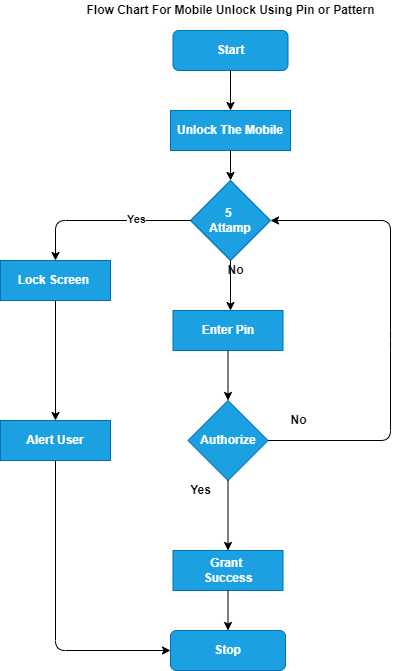 Flow Chart For Mobile Unlock Using Pin or Pattern
Start
Unlock The Mobile
5
Attamp
Yes
No
Lock Screen
Enter Pin
No
Alert User
Authorize
Yes
Grant
Success
Stop